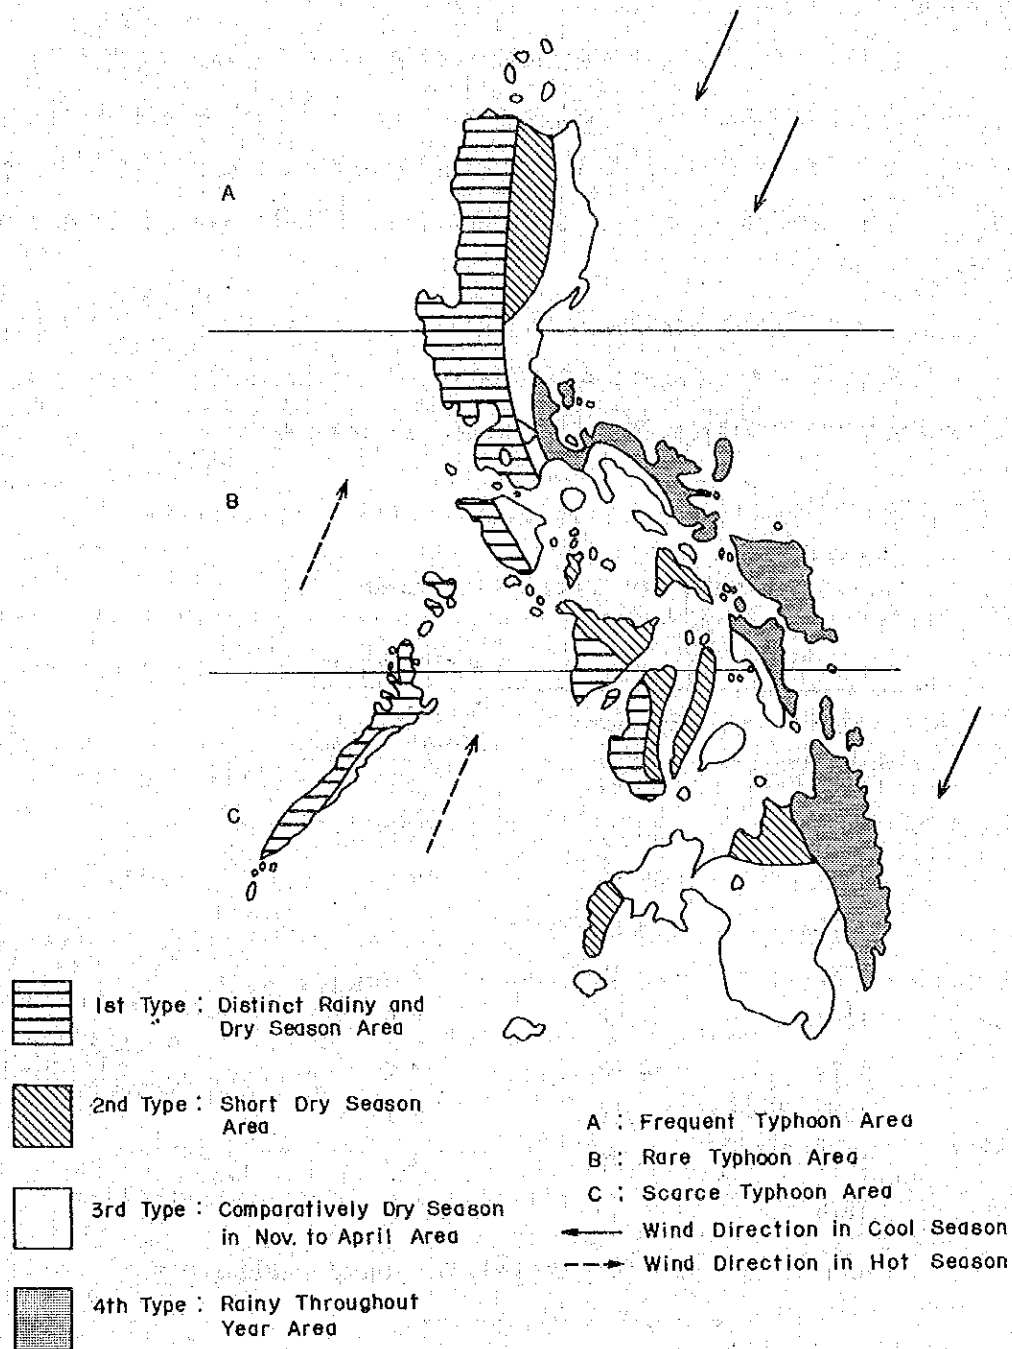 A
B
C
1st Type : Distinct Rainy and
Dry Season Area
2nd Type : Short Dry Season
Area
3rd Type : Comparatively Dry Season
in Nov. to April Area
4th Type : Rainy Throughout
Year Area
A : Frequent Typhoon Area
B : Rare Typhoon Area
C : Scarce Typhoon Area
Wind Direction in Cool Season
Wind Direction in Hot Season